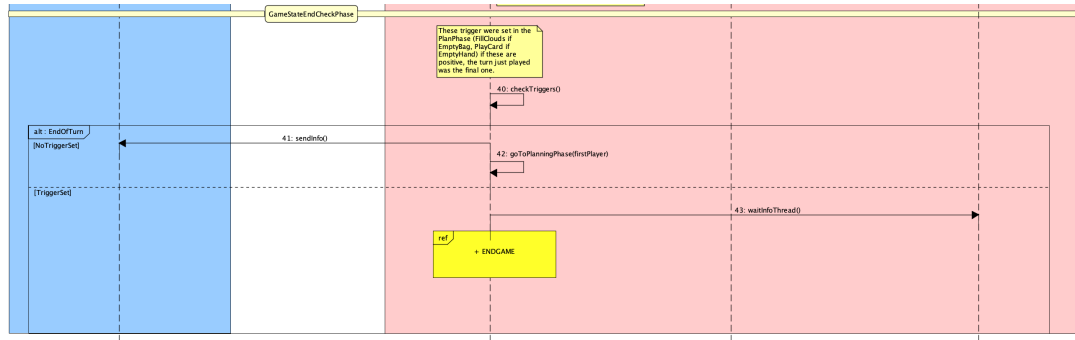 GameStateEndCheckPhase
These trigger were set in the
PlanPhase (FillClouds if
EmptyBag, PlayCard if
EmptyHand) if these are
positive, the turn just played
was the final one.
40: checkTriggers()
alt : EndOfTurn
[NoTriggerSet]
41: sendInfo()
42: goToPlanningPhase(firstPlayer)
[TriggerSet]
43: waitInfoThread()
ref
+ ENDGAME